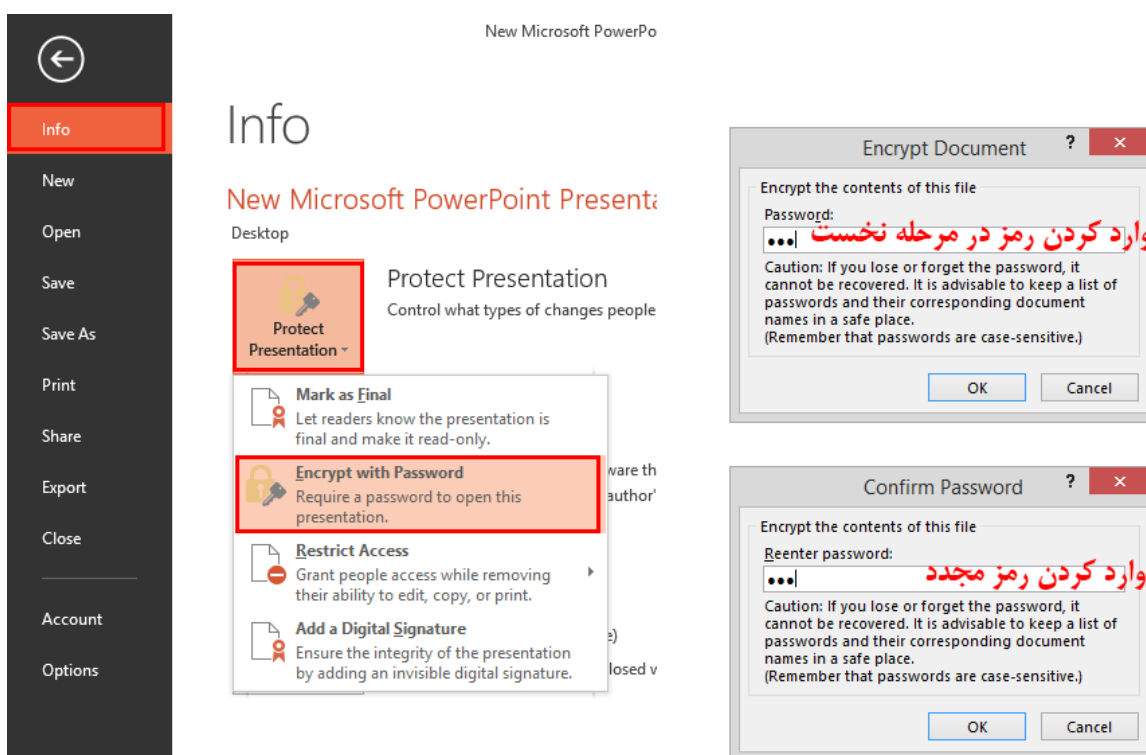 New Microsoft PowerPo
Info
New
Open
Save
Save As
Print
Share
Export
Close
Account
Options
Info
New Microsoft PowerPoint Presenta
Desktop
Protect
Presentation
Protect Presentation
Control what types of changes people
Mark as Final
Let readers know the presentation is
final and make it read-only.
Encrypt with Password
Require a password to open this
presentation.
Restrict Access
Grant people access while removing
their ability to edit, copy, or print.
Add a Digital Signature
Ensure the integrity of the presentation
by adding an invisible digital signature.
ware th
author'
e)
losed w
Encrypt Document ? ×
Encrypt the contents of this file
Password:
وارد کردن رمز در مرحله نخست
Caution: If you lose or forget the password, it
cannot be recovered. It is advisable to keep a list of
passwords and their corresponding document
names in a safe place.
(Remember that passwords are case-sensitive.)
OK Cancel
Confirm Password ? ×
Encrypt the contents of this file
Reenter password:
وارد کردن رمز مجدد
Caution: If you lose or forget the password, it
cannot be recovered. It is advisable to keep a list of
passwords and their corresponding document
names in a safe place.
(Remember that passwords are case-sensitive.)
OK Cancel